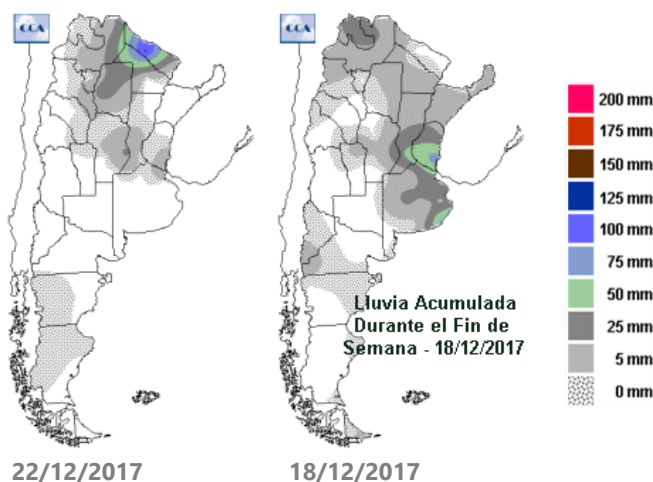 CCA
CCA
200 mm
175 mm
150 mm
125 mm
100 mm
75 mm
50 mm
25 mm
5 mm
0 mm
Lluvia Acumulada
Durante el Fin de
Semana - 18/12/2017
22/12/2017
18/12/2017